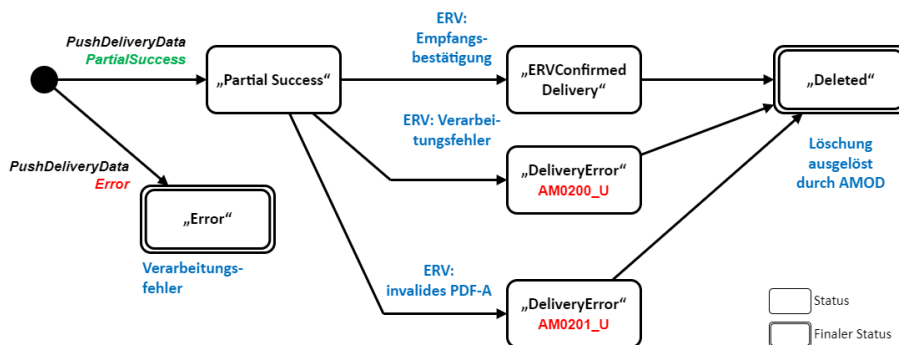 ERV:
Empfangs-
bestätigung
PushDeliveryData
PartialSuccess
„Partial Success“
„ERVConfirmed
Delivery“
„Deleted“
ERV: Verarbei-
tungsfehler
Löschung
ausgelöst
durch AMOD
PushDeliveryData
Error
„DeliveryError“
AM0200_U
„Error“
Verarbeitungs-
fehler
ERV:
invalides PDF-A
„DeliveryError“
AM0201_U
Status
Finaler Status